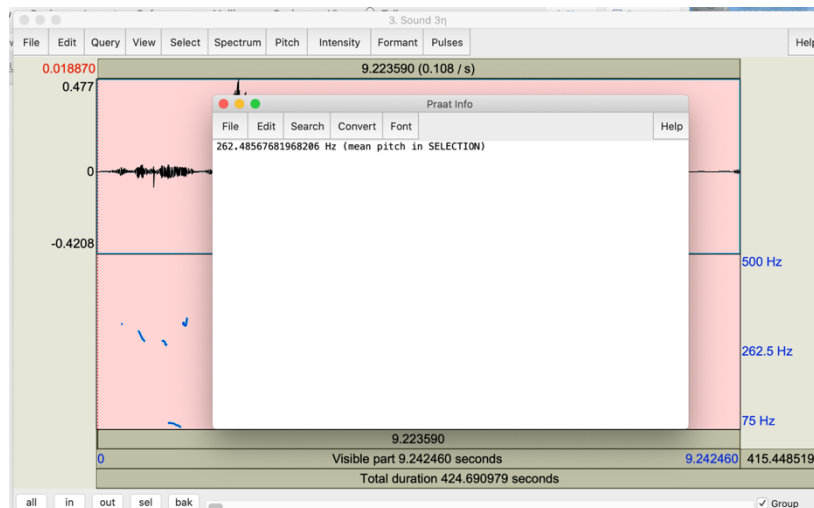 3. Sound 3η
File Edit Query View Select Spectrum Pitch Intensity Formant Pulses Help
0.018870 9.223590 (0.108 / s)
0.477
0
-0.4208
Praat Info
File Edit Search Convert Font Help
262.48567681968206 Hz (mean pitch in SELECTION)
500 Hz
262.5 Hz
75 Hz
9.223590
0 Visible part 9.242460 seconds 9.242460 415.448519
Total duration 424.690979 seconds
all in out sel bak Group